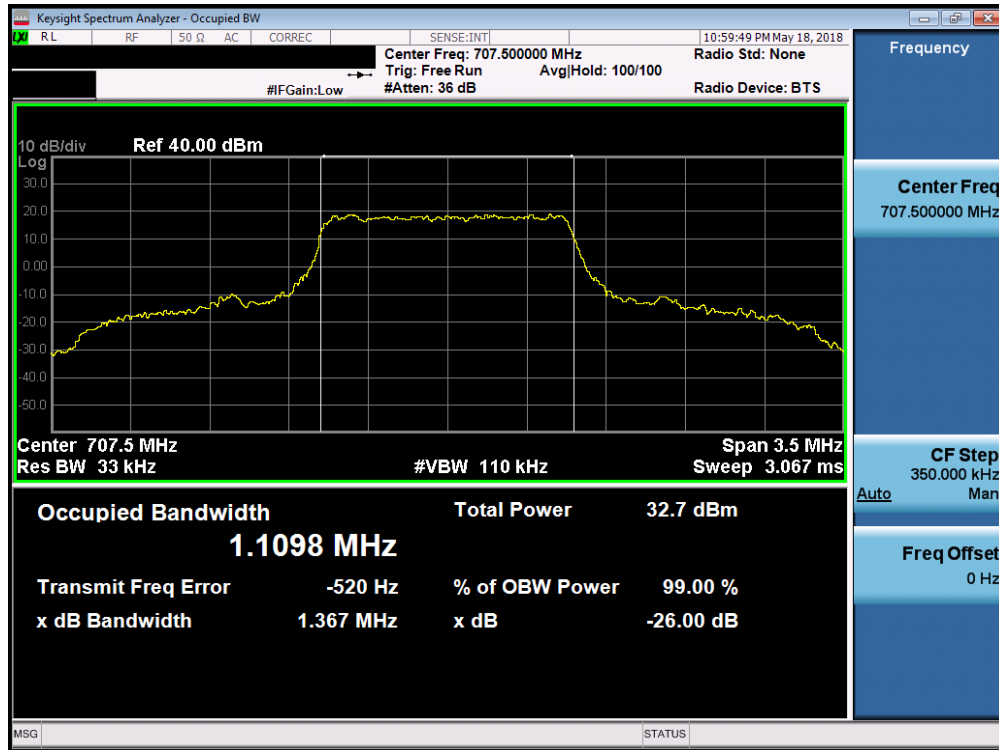 Keysight Spectrum Analyzer - Occupied BW
LXI RL RF 50 Ω AC CORREC SENSE:INT 10:59:49 PM May 18, 2018
Center Freq: 707.500000 MHz Radio Std: None
Trig: Free Run Avg|Hold: 100/100
#IFGain:Low #Atten: 36 dB Radio Device: BTS
10 dB/div Ref 40.00 dBm
Log
30.0
20.0
10.0
0.00
-10.0
-20.0
-30.0
-40.0
-50.0
Center 707.5 MHz Span 3.5 MHz
Res BW 33 kHz #VBW 110 kHz Sweep 3.067 ms
Occupied Bandwidth Total Power 32.7 dBm
1.1098 MHz
Transmit Freq Error -520 Hz % of OBW Power 99.00 %
x dB Bandwidth 1.367 MHz x dB -26.00 dB
Frequency
Center Freq
707.500000 MHz
CF Step
350.000 kHz
Auto Man
Freq Offset
0 Hz
MSG STATUS